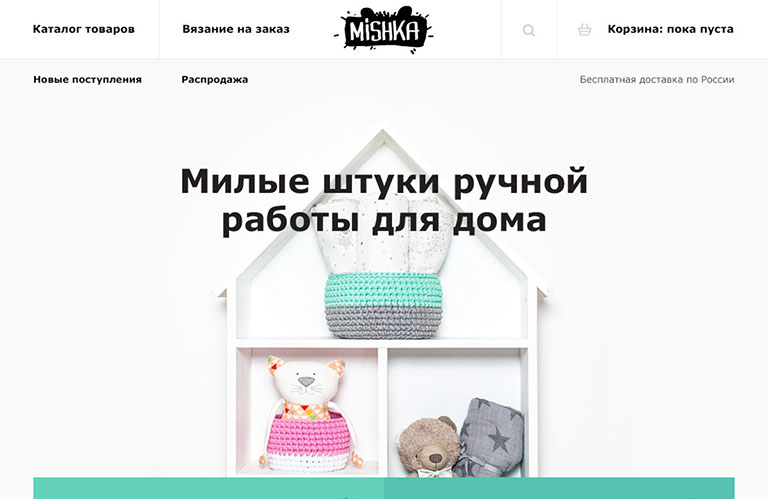 Каталог товаров
Вязание на заказ
MiSHKA
Корзина: пока пуста
Новые поступления
Распродажа
Бесплатная доставка по России
Милые штуки ручной
работы для дома